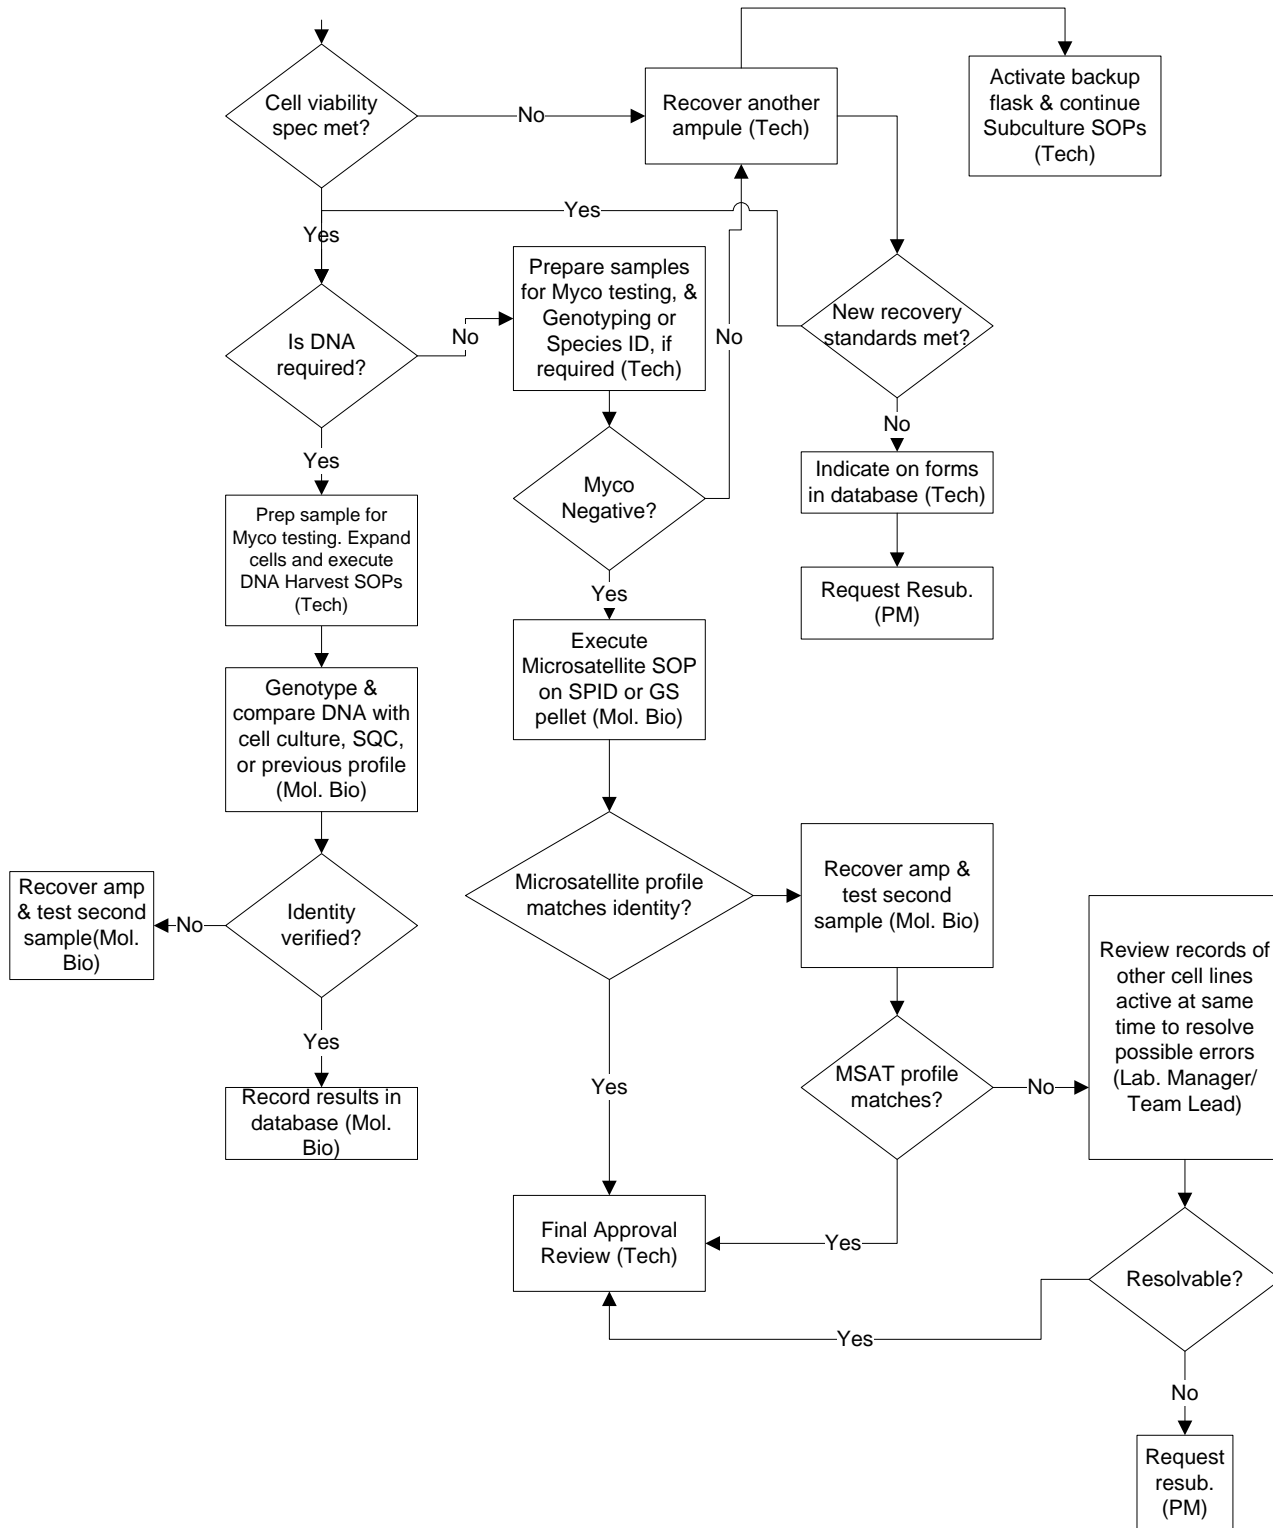 Cell viability
spec met?
No
Recover another
ampule (Tech)
Activate backup
flask & continue
Subculture SOPs
(Tech)
Yes
Yes
Is DNA
required?
No
Prepare samples
for Myco testing, &
Genotyping or
Species ID, if
required (Tech)
No
New recovery
standards met?
No
Indicate on forms
in database (Tech)
Request Resub.
(PM)
Yes
Prep sample for
Myco testing. Expand
cells and execute
DNA Harvest SOPs
(Tech)
Myco
Negative?
Yes
Execute
Microsatellite SOP
on SPID or GS
pellet (Mol. Bio)
Genotype &
compare DNA with
cell culture, SQC,
or previous profile
(Mol. Bio)
Recover amp
& test second
sample(Mol.
Bio)
No
Identity
verified?
Yes
Record results in
database (Mol.
Bio)
Microsatellite profile
matches identity?
Recover amp &
test second
sample (Mol. Bio)
Yes
MSAT profile
matches?
No
Review records of
other cell lines
active at same
time to resolve
possible errors
(Lab. Manager/
Team Lead)
Final Approval
Review (Tech)
Yes
Resolvable?
Yes
No
Request
resub.
(PM)